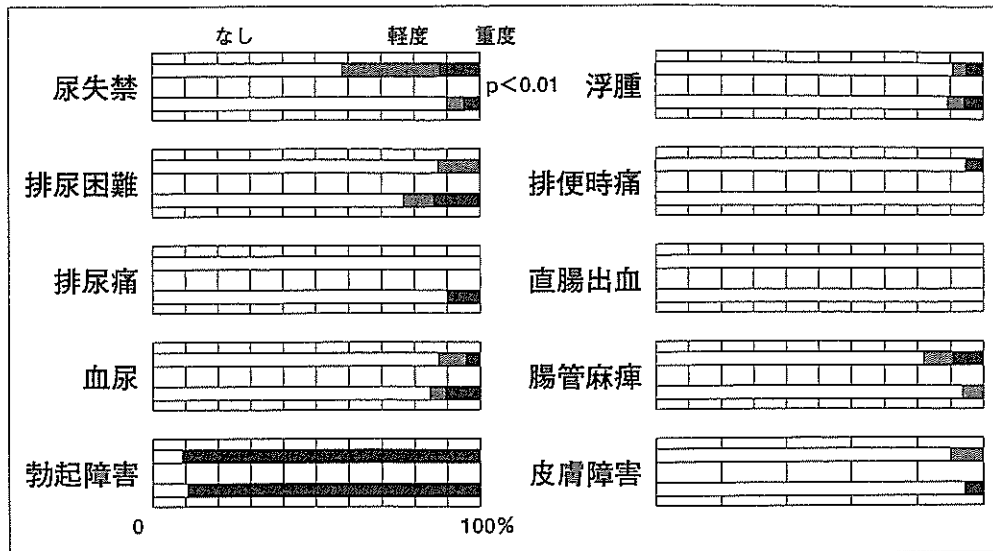 なし 軽度 重度
尿失禁
p<0.01
浮腫
排尿困難
排便時痛
排尿痛
直腸出血
血尿
腸管麻痺
勃起障害
皮膚障害
0 100%